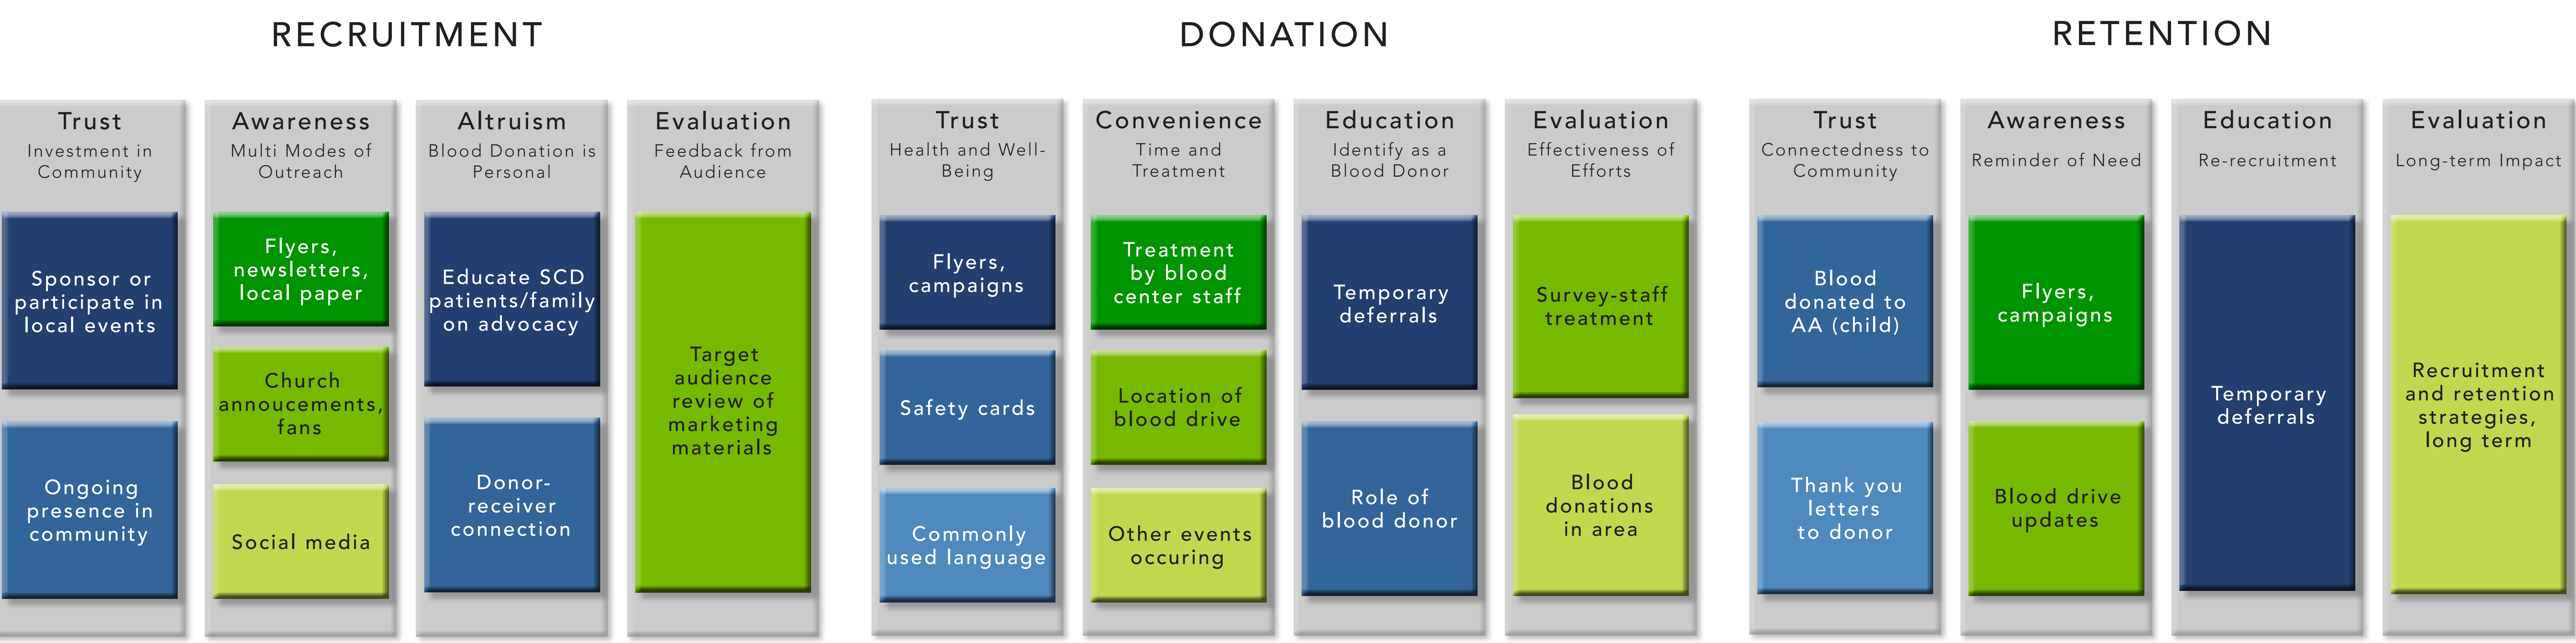 RECRUITMENT
Trust
Investment in
Community
Sponsor or
participate in
local events
Ongoing
presence in
community
Awareness
Multi Modes of
Outreach
Flyers,
newsletters,
local paper
Church
annoucements,
fans
Social media
Altruism
Blood Donation is
Personal
Educate SCD
patients/family
on advocacy
Donor-
receiver
connection
Evaluation
Feedback from
Audience
Target
audience
review of
marketing
materials
DONATION
Trust
Health and Well-
Being
Flyers,
campaigns
Safety cards
Commonly
used language
Convenience
Time and
Treatment
Treatment
by blood
center staff
Location of
blood drive
Other events
occuring
Education
Identify as a
Blood Donor
Temporary
deferrals
Role of
blood donor
Evaluation
Effectiveness of
Efforts
Survey-staff
treatment
Blood
donations
in area
RETENTION
Trust
Connectedness to
Community
Blood
donated to
AA (child)
Thank you
letters
to donor
Awareness
Reminder of Need
Flyers,
campaigns
Blood drive
updates
Education
Re-recruitment
Temporary
deferrals
Evaluation
Long-term Impact
Recruitment
and retention
strategies,
long term